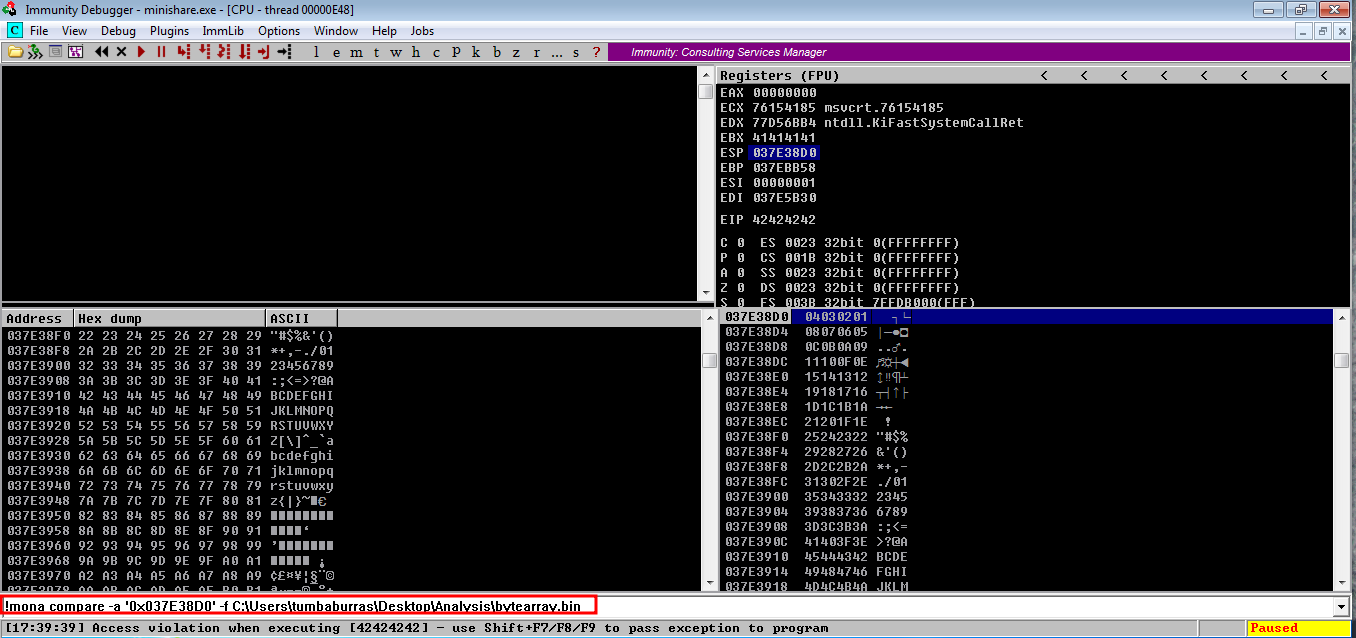 Immunity Debugger - minishare.exe - [CPU - thread 00000E48]
C File View Debug Plugins ImmLib Options Window Help Jobs
l e m t w h c P k b z r ... s ? Immunity: Consulting Services Manager
Registers (FPU) < < < < < < < <
EAX 00000000
ECX 76154185 msvcrt.76154185
EDX 77D56BB4 ntdll.KiFastSystemCallRet
EBX 41414141
ESP 037E38D0
EBP 037EBB58
ESI 00000001
EDI 037E5B30
EIP 42424242
C 0 ES 0023 32bit 0(FFFFFFFF)
P 0 CS 001B 32bit 0(FFFFFFFF)
A 0 SS 0023 32bit 0(FFFFFFFF)
Z 0 DS 0023 32bit 0(FFFFFFFF)
S 0 FS 003B 32bit 7FFDB000(FFF)
Address Hex dump ASCII
037E38F0 22 23 24 25 26 27 28 29 "#$%&'()
037E38F8 2A 2B 2C 2D 2E 2F 30 31 *+,-./01
037E3900 32 33 34 35 36 37 38 39 23456789
037E3908 3A 3B 3C 3D 3E 3F 40 41 :;<=>?@A
037E3910 42 43 44 45 46 47 48 49 BCDEFGHI
037E3918 4A 4B 4C 4D 4E 4F 50 51 JKLMNOPQ
037E3920 52 53 54 55 56 57 58 59 RSTUVWXY
037E3928 5A 5B 5C 5D 5E 5F 60 61 Z[\]^_`a
037E3930 62 63 64 65 66 67 68 69 bcdefghi
037E3938 6A 6B 6C 6D 6E 6F 70 71 jklmnopq
037E3940 72 73 74 75 76 77 78 79 rstuvwxy
037E3948 7A 7B 7C 7D 7E 7F 80 81 z{|}~■€
037E3950 82 83 84 85 86 87 88 89 ■■■■■■■■
037E3958 8A 8B 8C 8D 8E 8F 90 91 ■■■■‘
037E3960 92 93 94 95 96 97 98 99 ’■■■■■■■
037E3968 9A 9B 9C 9D 9E 9F A0 A1 ■■■■■ ¡
037E3970 A2 A3 A4 A5 A6 A7 A8 A9 ¢£¤¥¦§¨©
037E38D0 04030201
037E38D4 08070605
037E38D8 0C0B0A09
037E38DC 11100F0E
037E38E0 15141312
037E38E4 19181716
037E38E8 1D1C1B1A
037E38EC 21201F1E !
037E38F0 25242322 "#$%
037E38F4 29282726 &'()
037E38F8 2D2C2B2A *+,-
037E38FC 31302F2E ./01
037E3900 35343332 2345
037E3904 39383736 6789
037E3908 3D3C3B3A :;<=
037E390C 41403F3E >?@A
037E3910 45444342 BCDE
037E3914 49484746 FGHI
037E3918 4D4C4B4A JKLM
!mona compare -a '0x037E38D0' -f C:\Users\tumbaburras\Desktop\Analysis\bytearray.bin
[17:39:39] Access violation when executing [42424242] - use Shift+F7/F8/F9 to pass exception to program Paused